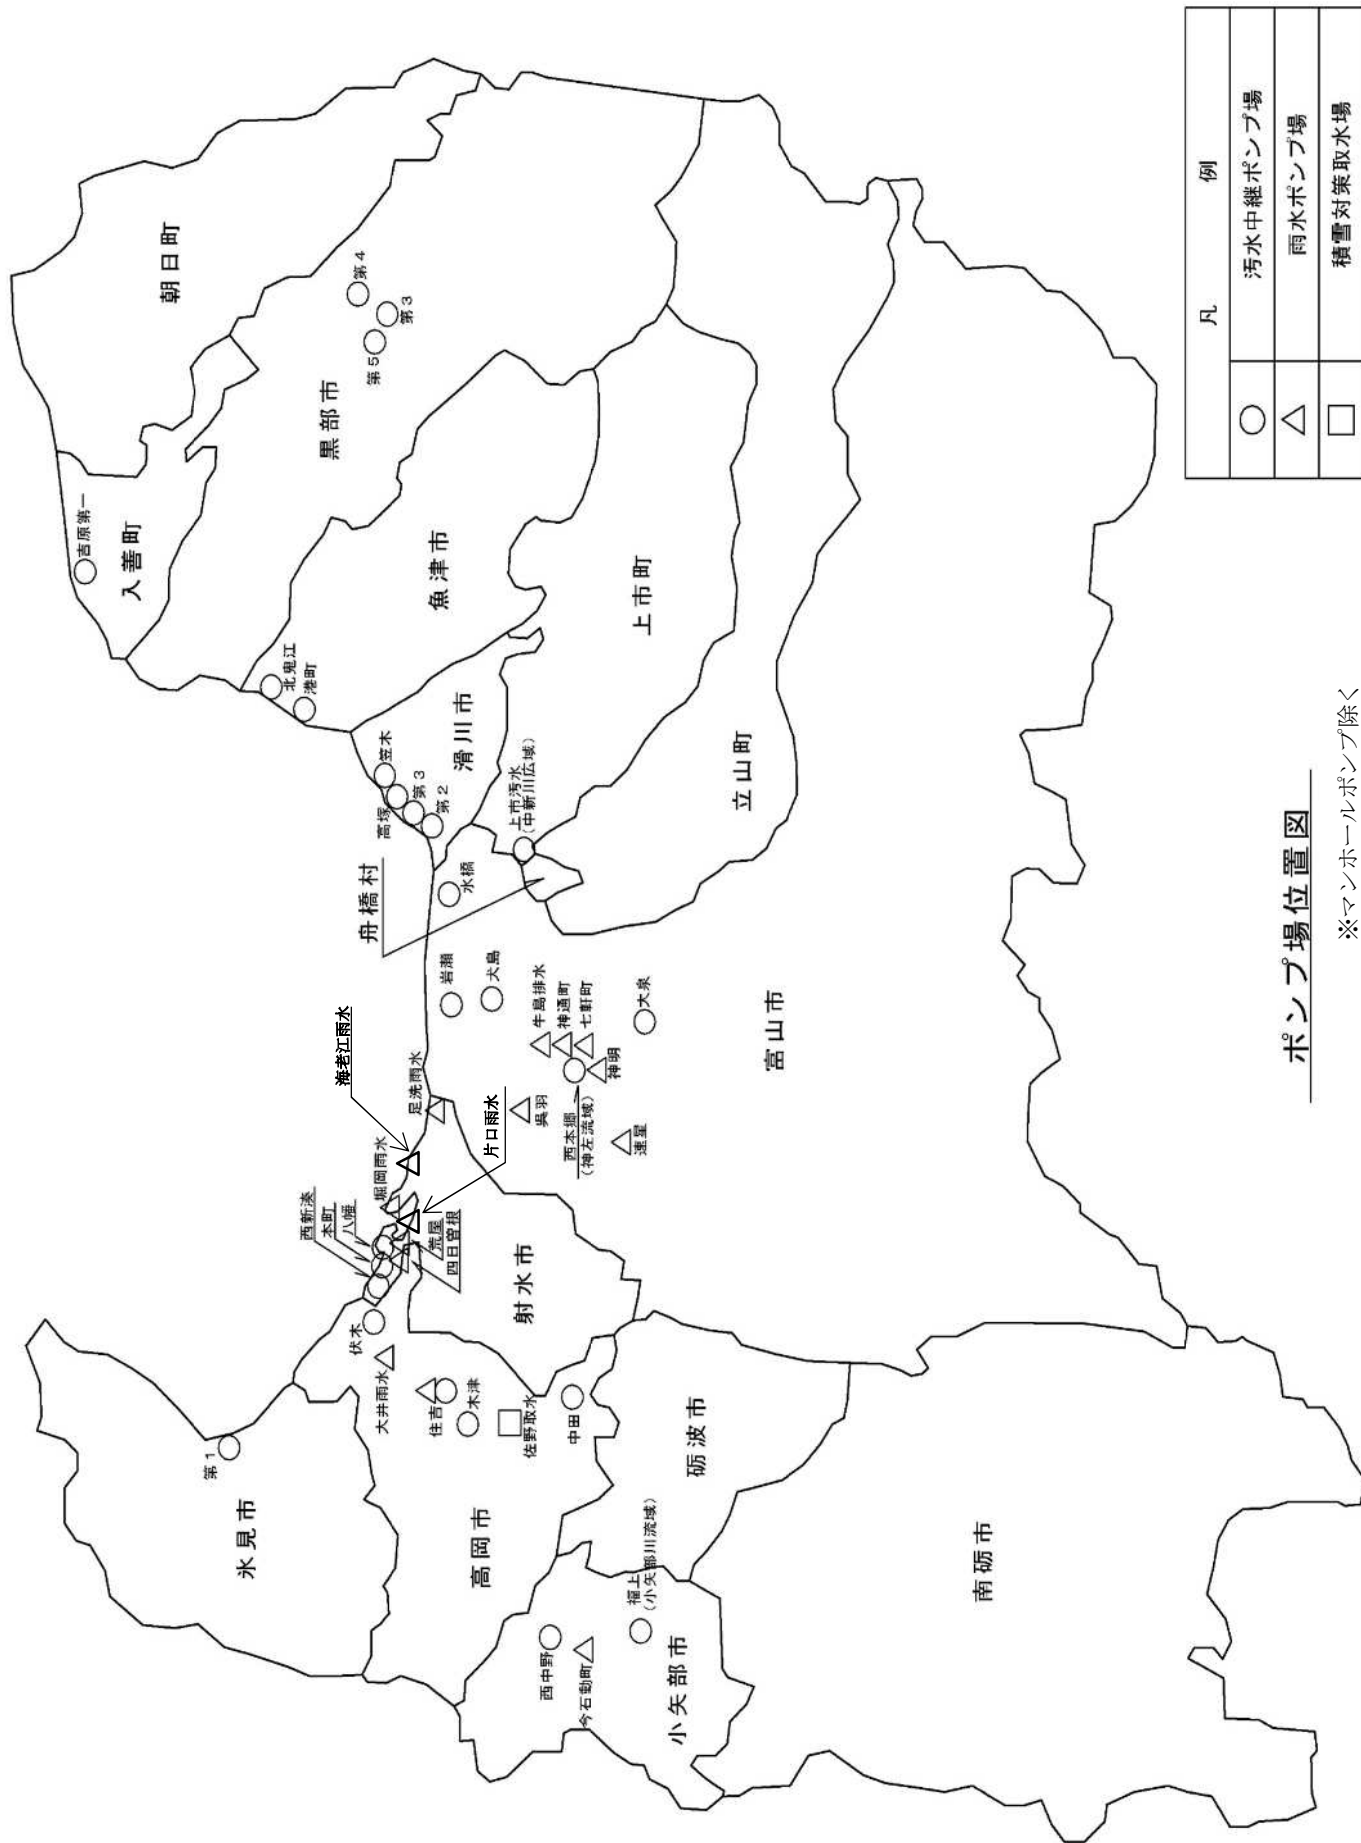 朝日町
入善町
吉原第一
黒部市
第4
第3
第5
魚津市
北鬼江
港町
滑川市
笠木
高塚
第3
第2
上市町
上市汚水
(中新川広域)
立山町
舟橋村
水橋
岩瀬
犬島
牛島排水
神通町
七軒町
大泉
神明
西本郷
(神左流域)
呉羽
速星
富山市
足洗雨水
海老江雨水
片口雨水
堀岡雨水
西新湊
本町
八幡
荒屋
四日曽根
射水市
伏木
大井雨水
住吉
木津
佐野取水
中田
高岡市
第1
氷見市
砺波市
西中野
今石動町
福上
(小矢部川流域)
小矢部市
南砺市
ポンプ場位置図
※マンホールポンプ除く
凡例
汚水中継ポンプ場
雨水ポンプ場
積雪対策取水場